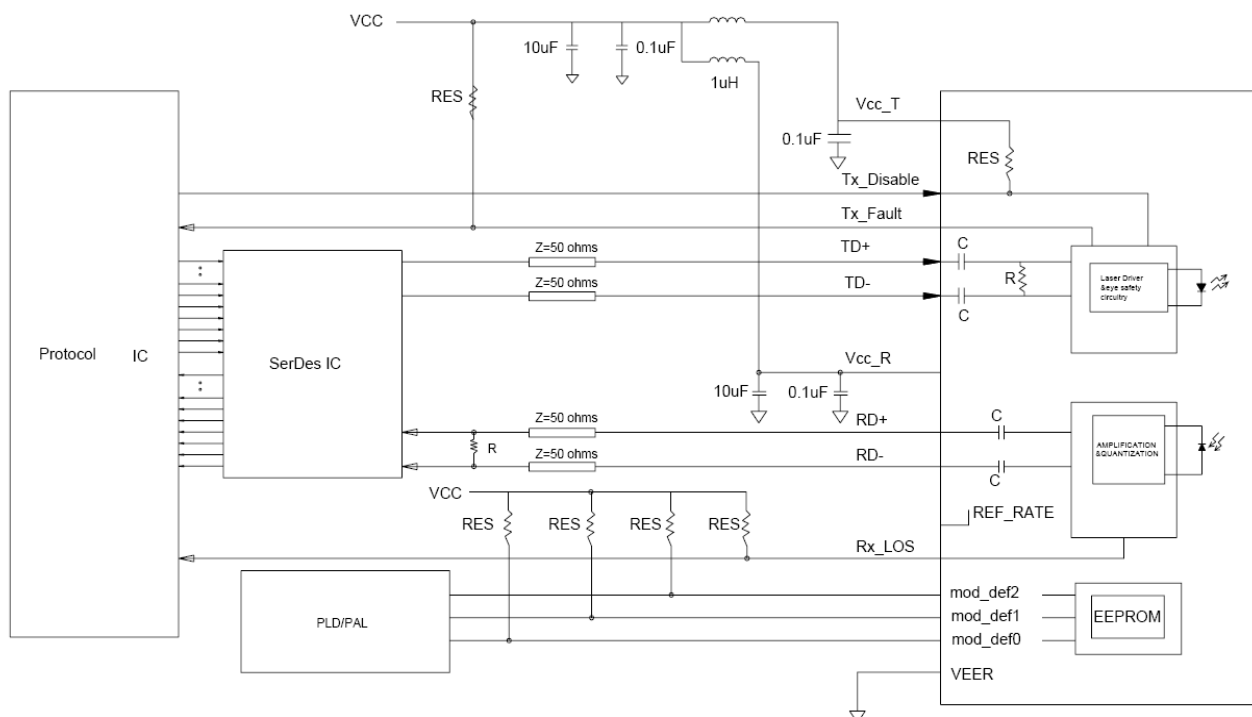 VCC
10uF
0.1uF
1uH
RES
Vcc_T
0.1uF
RES
Tx_Disable
Tx_Fault
Z=50 ohms
TD+
C
R
Laser Driver
&eye safety
circuitry
Z=50 ohms
TD-
C
Protocol IC
SerDes IC
Vcc_R
10uF
0.1uF
Z=50 ohms
RD+
C
R
AMPLIFICATION
&QUANTIZATION
Z=50 ohms
RD-
C
VCC
RES
RES
RES
RES
REF_RATE
Rx_LOS
PLD/PAL
mod_def2
mod_def1
mod_def0
EEPROM
VEER